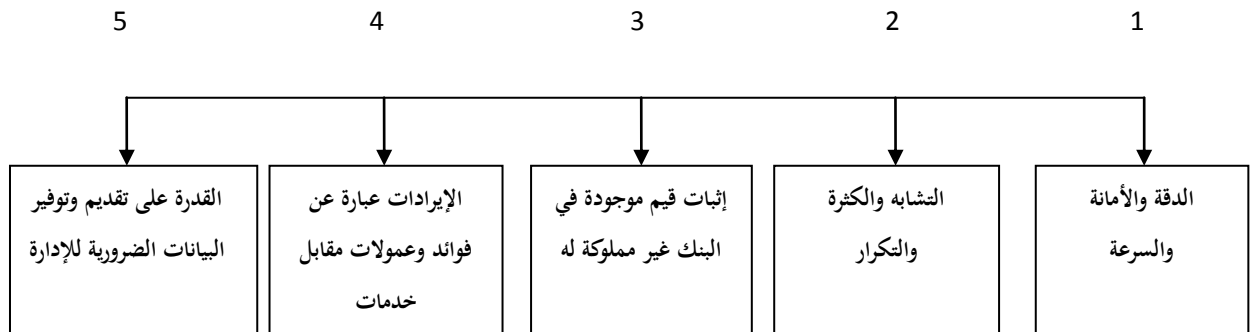 1
2
3
4
5
الدقة والأمانة
والسرعة
التشابه والكثرة
والتكرار
إثبات قيم موجودة في
البنك غير مملوكة له
الإيرادات عبارة عن
فوائد وعمولات مقابل
خدمات
القدرة على تقديم وتوفير
البيانات الضرورية للإدارة